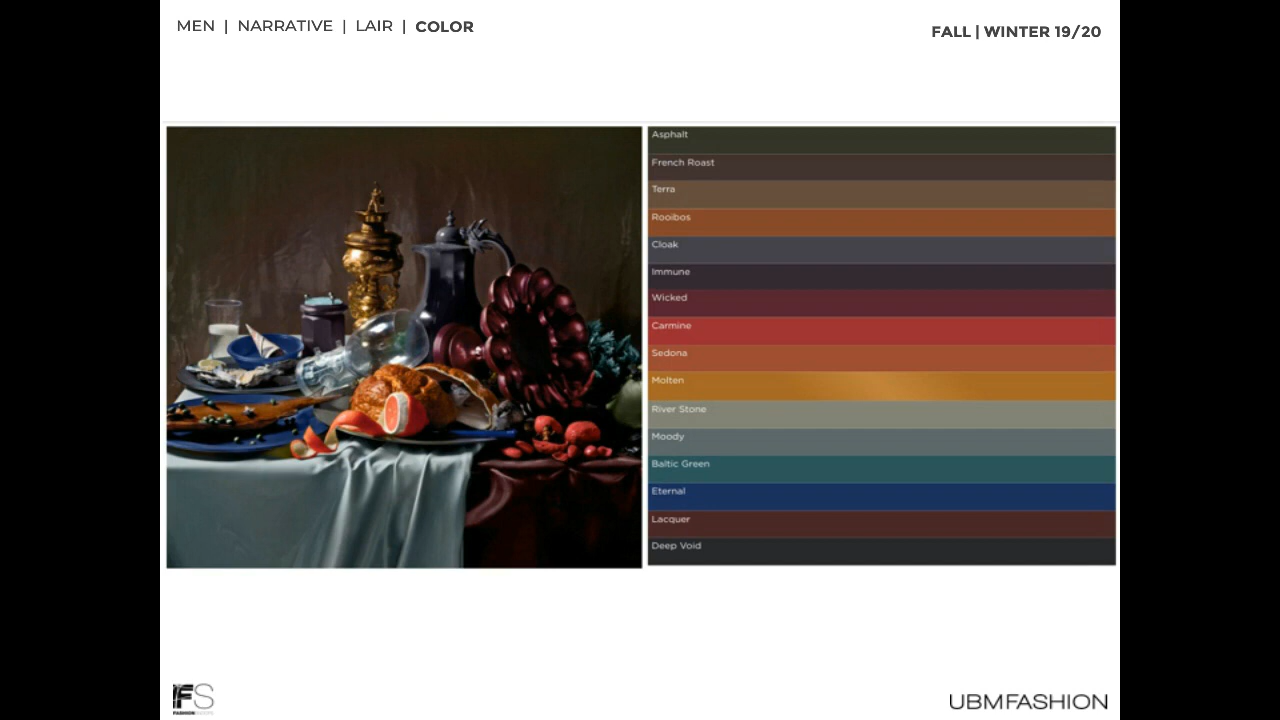 MEN | NARRATIVE | LAIR | COLOR
FALL | WINTER 19/20
Asphalt
French Roast
Terra
Rooibos
Cloak
Immune
Wicked
Carmine
Sedona
Molten
River Stone
Moody
Baltic Green
Eternal
Lacquer
Deep Void
FS
UBMFASHION